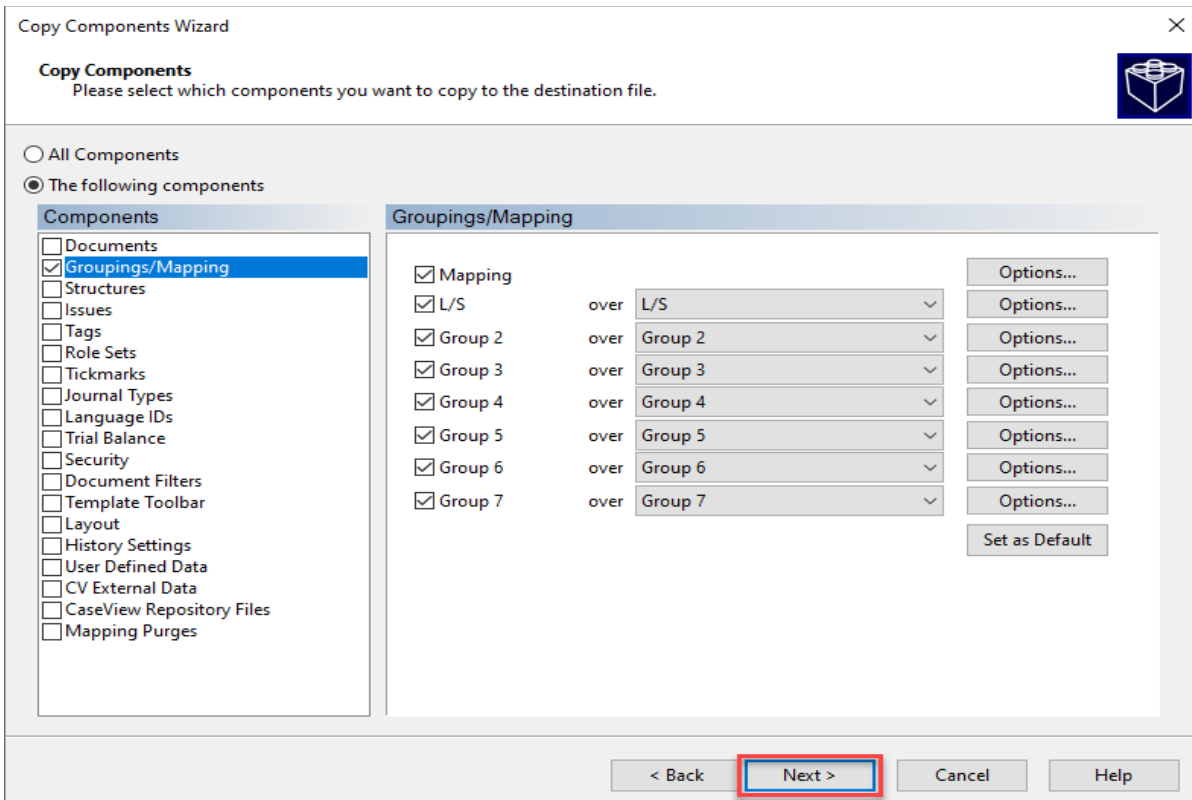 Copy Components Wizard
Copy Components
Please select which components you want to copy to the destination file.
All Components
The following components
Components
Documents
Groupings/Mapping
Structures
Issues
Tags
Role Sets
Tickmarks
Journal Types
Language IDs
Trial Balance
Security
Document Filters
Template Toolbar
Layout
History Settings
User Defined Data
CV External Data
CaseView Repository Files
Mapping Purges
Groupings/Mapping
Mapping Options...
L/S over L/S Options...
Group 2 over Group 2 Options...
Group 3 over Group 3 Options...
Group 4 over Group 4 Options...
Group 5 over Group 5 Options...
Group 6 over Group 6 Options...
Group 7 over Group 7 Options...
Set as Default
< Back Next > Cancel Help